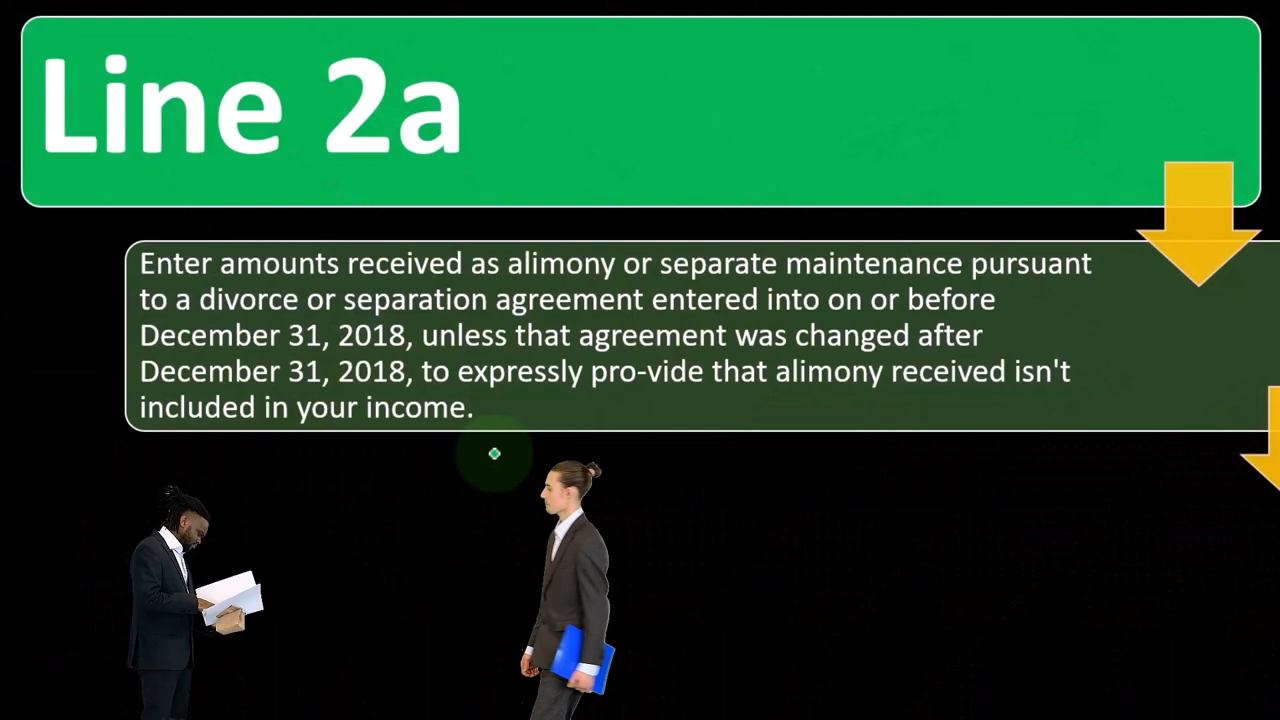 Line 2a
Enter amounts received as alimony or separate maintenance pursuant
to a divorce or separation agreement entered into on or before
December 31, 2018, unless that agreement was changed after
December 31, 2018, to expressly pro-vide that alimony received isn't
included in your income.